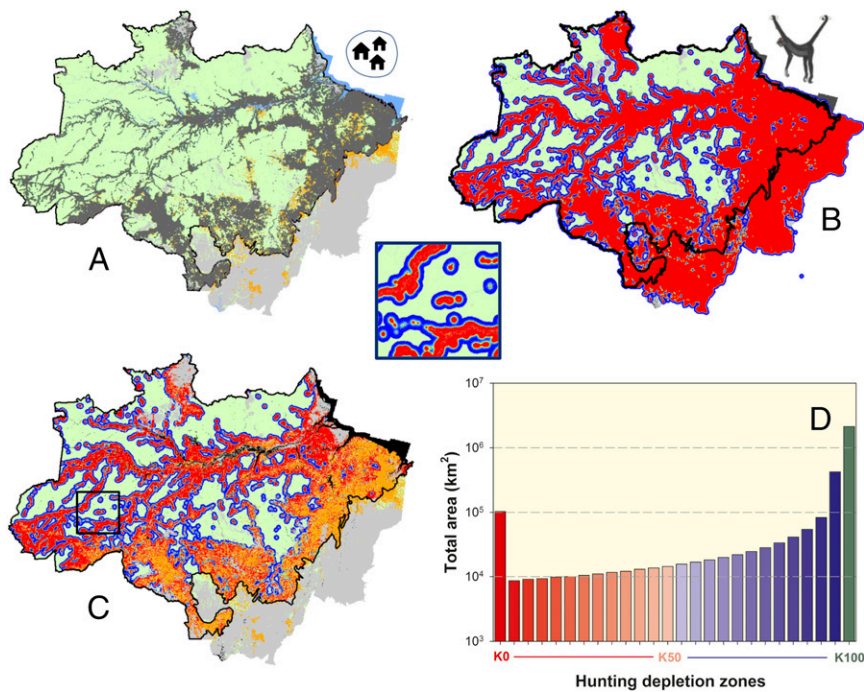 A
B
C
D
10⁷
10⁶
10⁵
10⁴
10³
Total area (km²)
K0
K50
K100
Hunting depletion zones